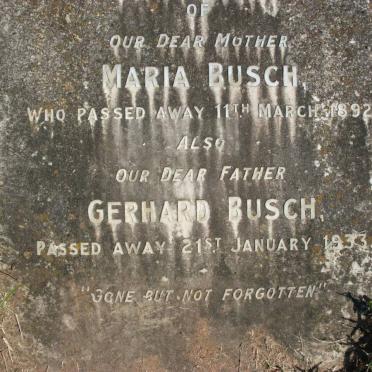 OF
OUR DEAR MOTHER
MARIA BUSCH,
WHO PASSED AWAY 11TH MARCH 1892
ALSO
OUR DEAR FATHER
GERHARD BUSCH,
PASSED AWAY 21ST JANUARY 1933.
"GONE BUT NOT FORGOTTEN"